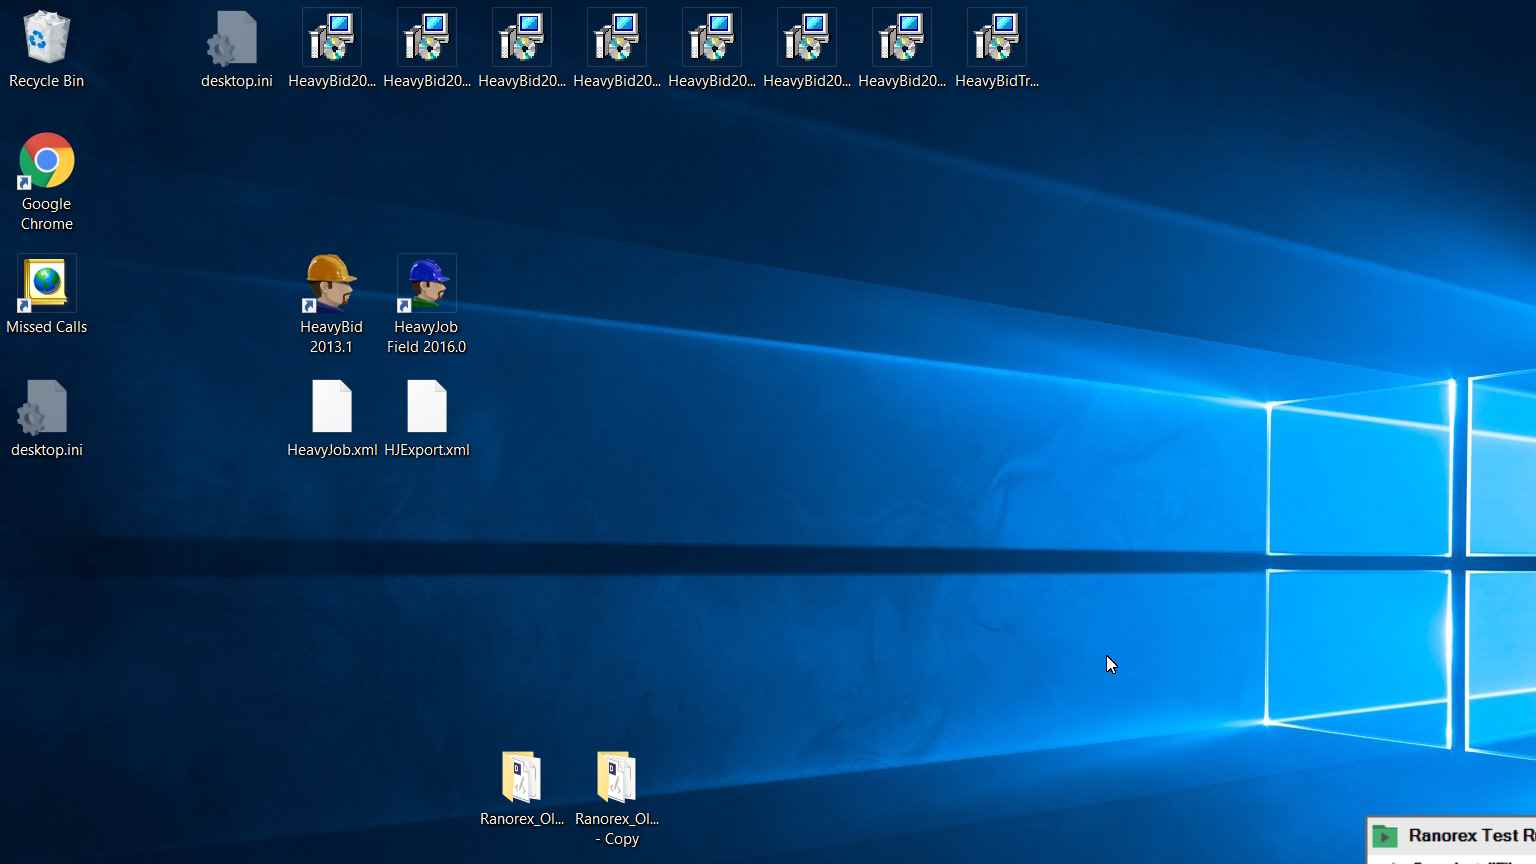 Recycle Bin
desktop.ini
HeavyBid20...
HeavyBid20...
HeavyBid20...
HeavyBid20...
HeavyBid20...
HeavyBid20...
HeavyBid20...
HeavyBidTr...
Google
Chrome
Missed Calls
HeavyBid
2013.1
HeavyJob
Field 2016.0
desktop.ini
HeavyJob.xml
HJExport.xml
Ranorex_Ol...
Ranorex_Ol...
- Copy
Ranorex Test R